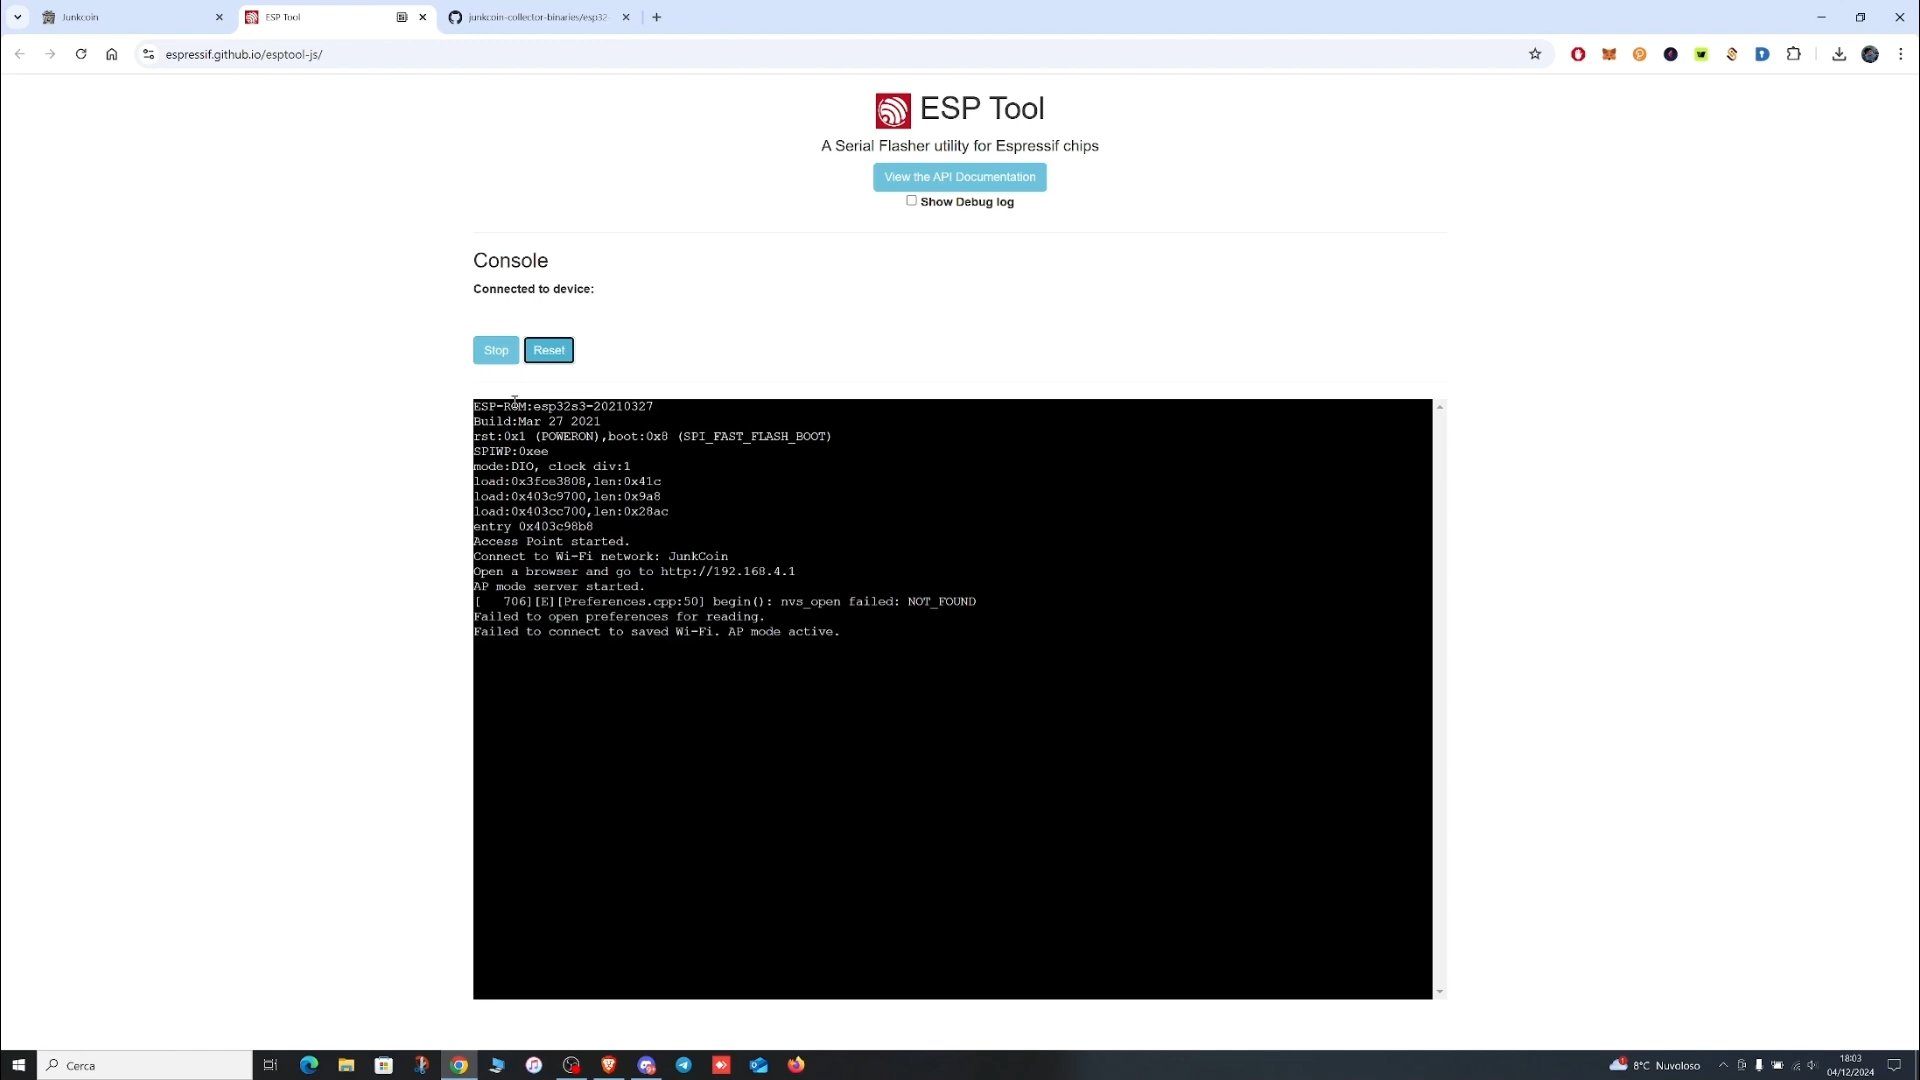 Junkcoin
ESP Tool
junkcoin-collector-binaries/esp32-
espressif.github.io/esptool-js/
ESP Tool
A Serial Flasher utility for Espressif chips
View the API Documentation
Show Debug log
Console
Connected to device:
Stop
Reset
ESP-ROM:esp32s3-20210327
Build:Mar 27 2021
rst:0x1 (POWERON),boot:0x8 (SPI_FAST_FLASH_BOOT)
SPIWP:0xee
mode:DIO, clock div:1
load:0x3fce3808,len:0x41c
load:0x403c9700,len:0x9a8
load:0x403cc700,len:0x28ac
entry 0x403c98b8
Access Point started.
Connect to Wi-Fi network: JunkCoin
Open a browser and go to http://192.168.4.1
AP mode server started.
[   706][E][Preferences.cpp:50] begin(): nvs_open failed: NOT_FOUND
Failed to open preferences for reading.
Failed to connect to saved Wi-Fi. AP mode active.
Cerca
8°C Nuvoloso
18:03
04/12/2024